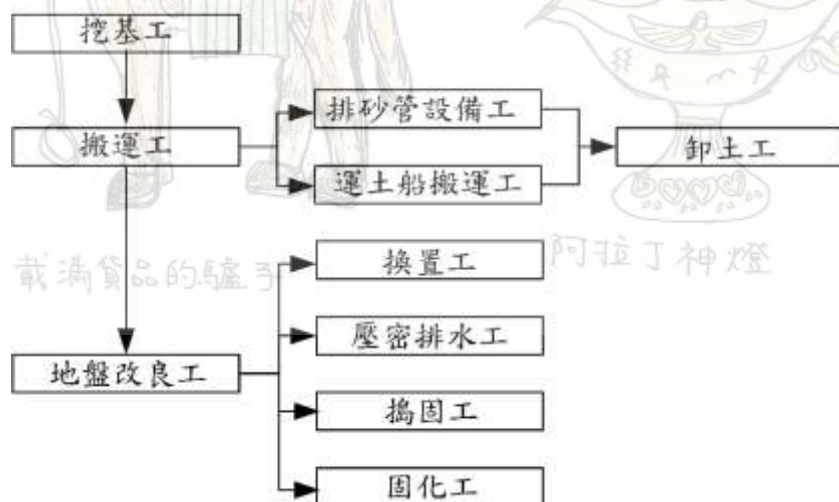 挖基工
搬運工
排砂管設備工
運土船搬運工
卸土工
載滿貨品的驢子
阿拉丁神燈
換置工
壓密排水工
地盤改良工
搗固工
固化工